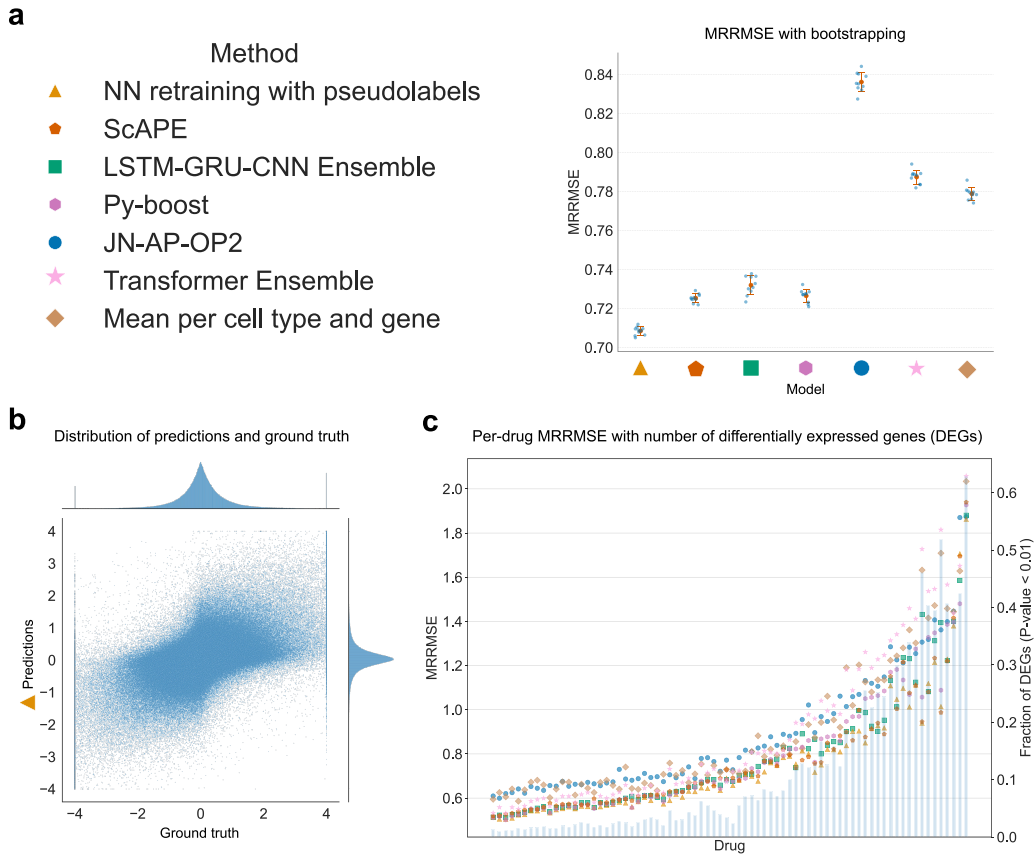 a
Method
NN retraining with pseudolabels
ScAPE
LSTM-GRU-CNN Ensemble
Py-boost
JN-AP-OP2
Transformer Ensemble
Mean per cell type and gene
MRRMSE with bootstrapping
MRRMSE
0.84
0.82
0.80
0.78
0.76
0.74
0.72
0.70
Model
b
Distribution of predictions and ground truth
Predictions
4
3
2
1
0
−1
−2
−3
−4
−4 −2 0 2 4
Ground truth
c
Per-drug MRRMSE with number of differentially expressed genes (DEGs)
MRRMSE
2.0
1.8
1.6
1.4
1.2
1.0
0.8
0.6
0.6
0.5
0.4
0.3
0.2
0.1
0.0
Fraction of DEGs (P-value < 0.01)
Drug